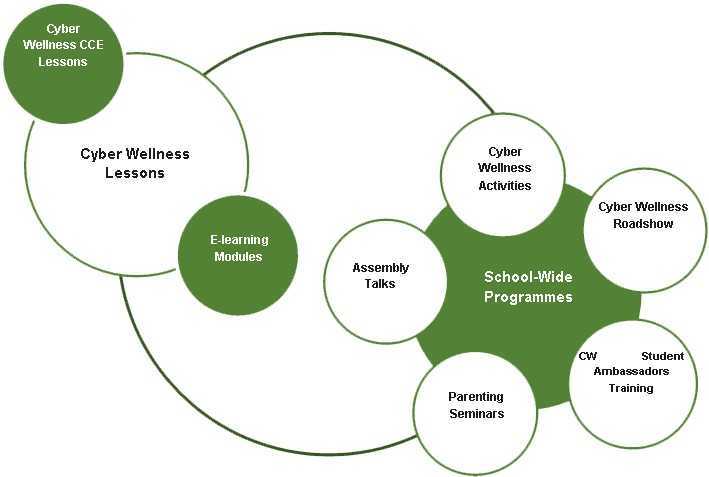 Cyber
Wellness CCE
Lessons
Cyber Wellness
Lessons
E-learning
Modules
Cyber
Wellness
Activities
Cyber Wellness
Roadshow
Assembly
Talks
School-Wide
Programmes
CW Student
Ambassadors
Training
Parenting
Seminars